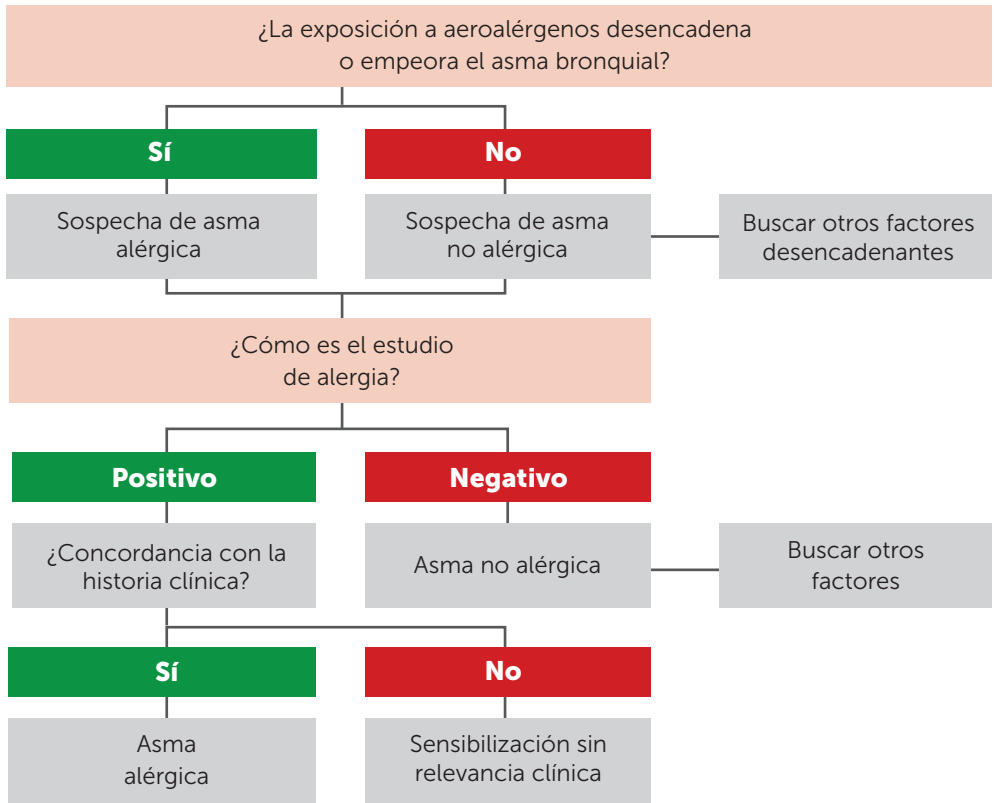 ¿La exposición a aeroalérgenos desencadena
o empeora el asma bronquial?
Sí
No
Sospecha de asma
alérgica
Sospecha de asma
no alérgica
Buscar otros factores
desencadenantes
¿Cómo es el estudio
de alergia?
Positivo
Negativo
¿Concordancia con la
historia clínica?
Asma no alérgica
Buscar otros
factores
Sí
No
Asma
alérgica
Sensibilización sin
relevancia clínica